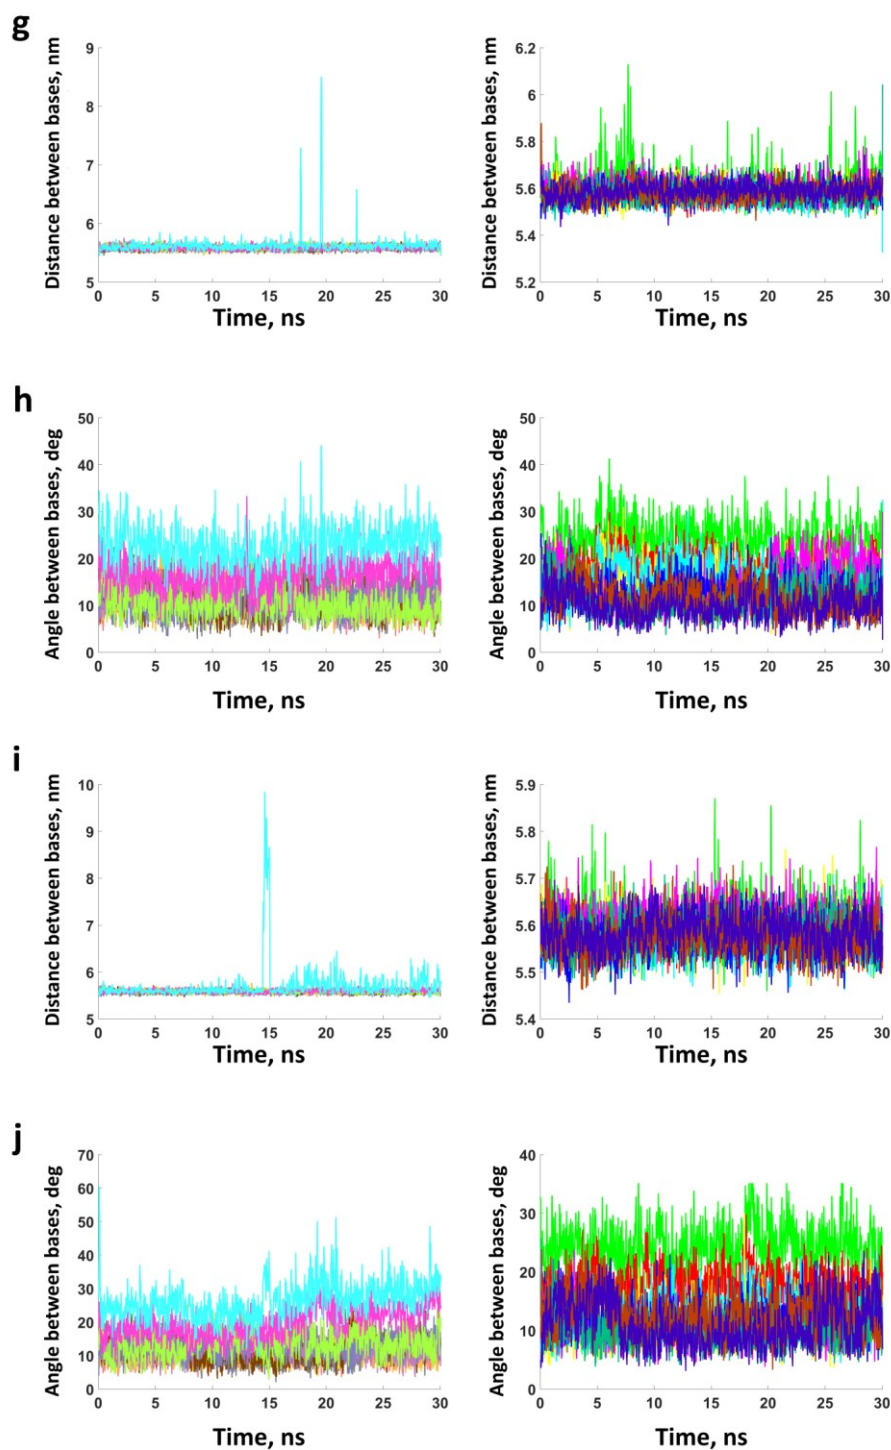 g
Distance between bases, nm
9
8
7
6
5
0 5 10 15 20 25 30
Time, ns
Distance between bases, nm
6.2
6
5.8
5.6
5.4
5.2
0 5 10 15 20 25 30
Time, ns
h
Angle between bases, deg
50
40
30
20
10
0
0 5 10 15 20 25 30
Time, ns
Angle between bases, deg
50
40
30
20
10
0
0 5 10 15 20 25 30
Time, ns
i
Distance between bases, nm
10
9
8
7
6
5
0 5 10 15 20 25 30
Time, ns
Distance between bases, nm
5.9
5.8
5.7
5.6
5.5
5.4
0 5 10 15 20 25 30
Time, ns
j
Angle between bases, deg
70
60
50
40
30
20
10
0
0 5 10 15 20 25 30
Time, ns
Angle between bases, deg
40
30
20
10
0
0 5 10 15 20 25 30
Time, ns